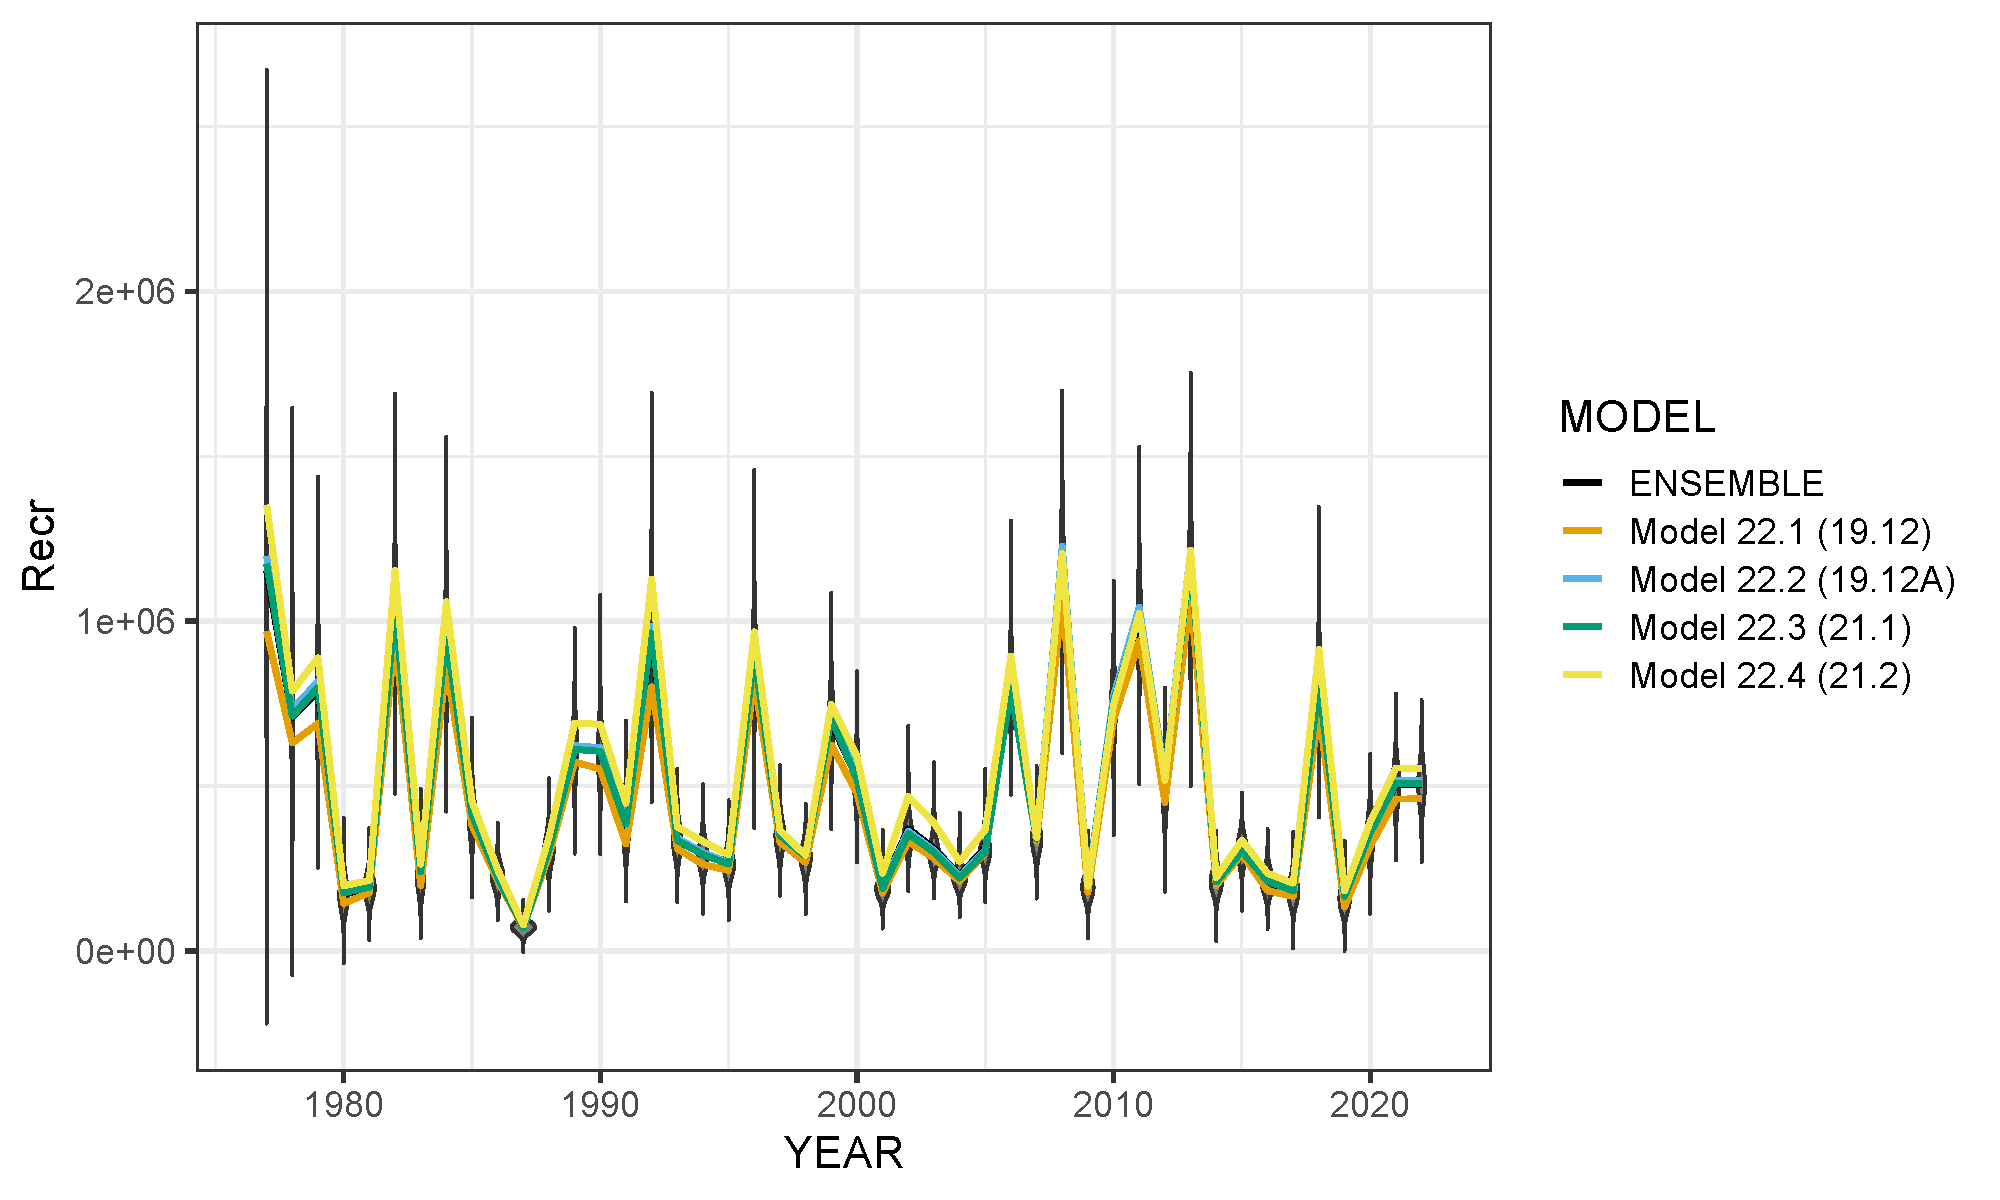 2e+06
1e+06
0e+00
Recr
1980 1990 2000 2010 2020
YEAR
MODEL
ENSEMBLE
Model 22.1 (19.12)
Model 22.2 (19.12A)
Model 22.3 (21.1)
Model 22.4 (21.2)